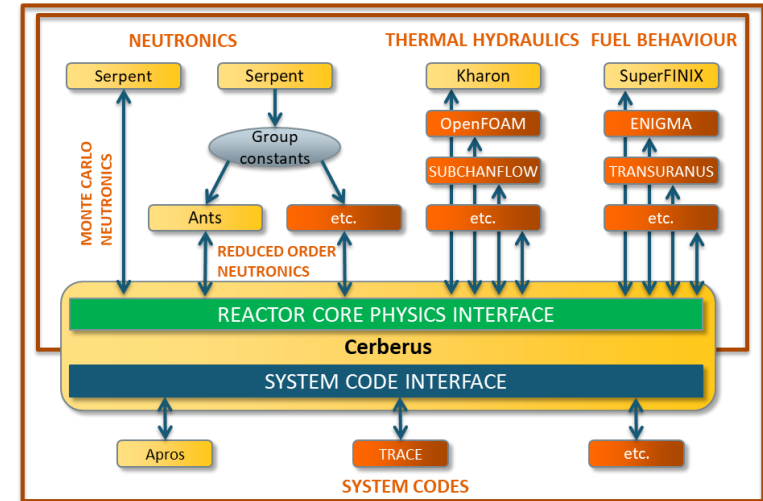 NEUTRONICS
THERMAL HYDRAULICS
FUEL BEHAVIOUR
Serpent
Serpent
Kharon
SuperFINIX
OpenFOAM
ENIGMA
Group
constants
SUBCHANFLOW
TRANSURANUS
MONTE CARLO
NEUTRONICS
Ants
etc.
etc.
etc.
REDUCED ORDER
NEUTRONICS
REACTOR CORE PHYSICS INTERFACE
Cerberus
SYSTEM CODE INTERFACE
Apros
TRACE
etc.
SYSTEM CODES